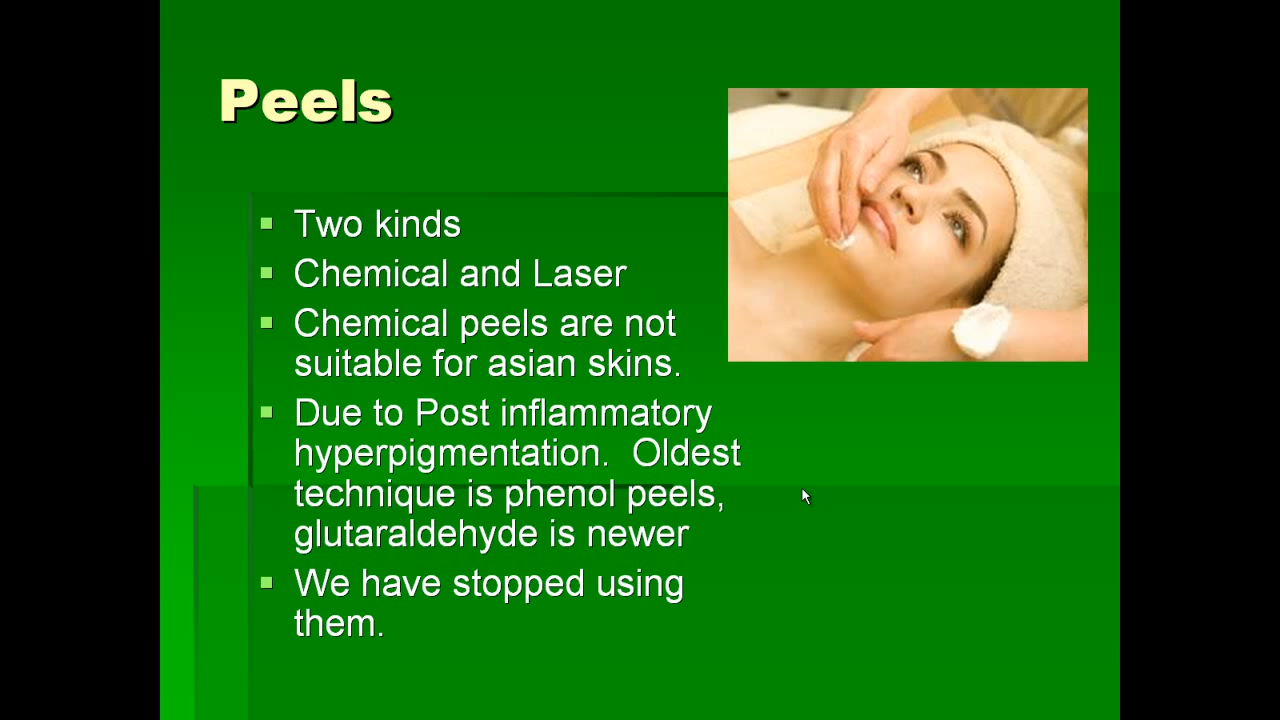 Peels
Two kinds
Chemical and Laser
Chemical peels are not
suitable for asian skins.
Due to Post inflammatory
hyperpigmentation.  Oldest
technique is phenol peels,
glutaraldehyde is newer
We have stopped using
them.